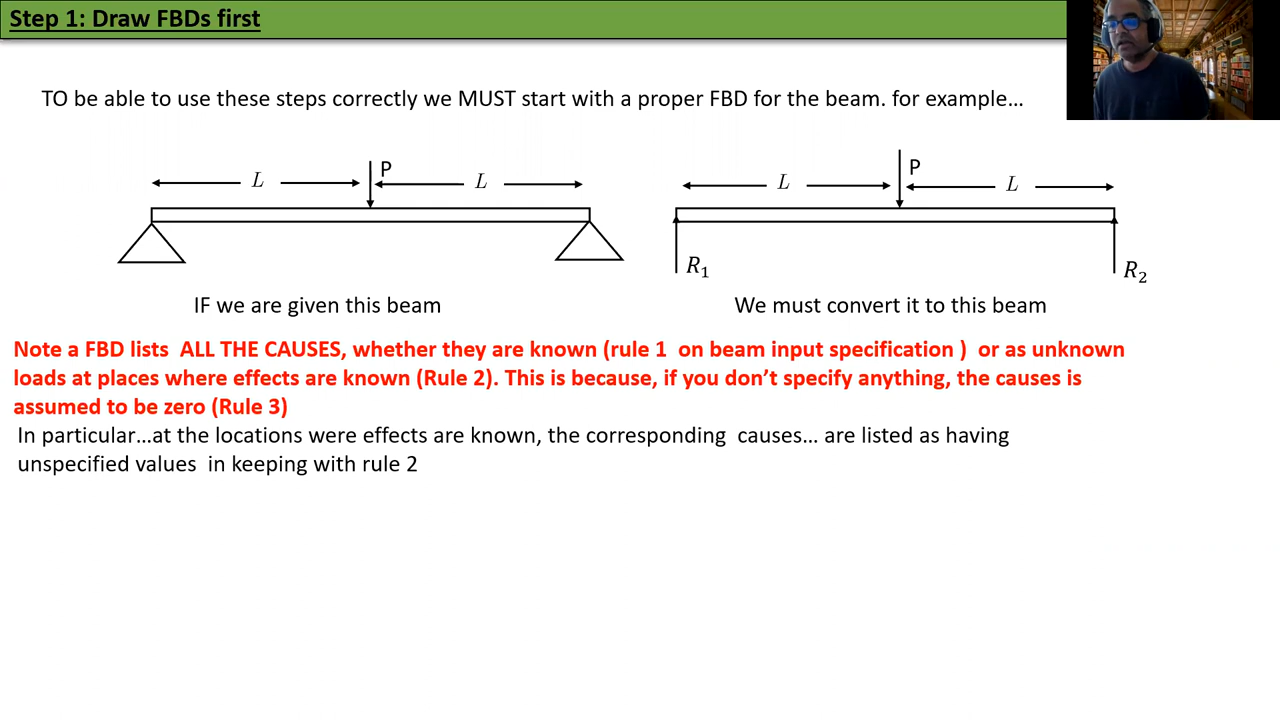 Step 1: Draw FBDs first
TO be able to use these steps correctly we MUST start with a proper FBD for the beam. for example…
L
P
L
L
P
L
R1
R2
IF we are given this beam
We must convert it to this beam
Note a FBD lists ALL THE CAUSES, whether they are known (rule 1 on beam input specification ) or as unknown
loads at places where effects are known (Rule 2). This is because, if you don’t specify anything, the causes is
assumed to be zero (Rule 3)
In particular…at the locations were effects are known, the corresponding causes… are listed as having
unspecified values in keeping with rule 2